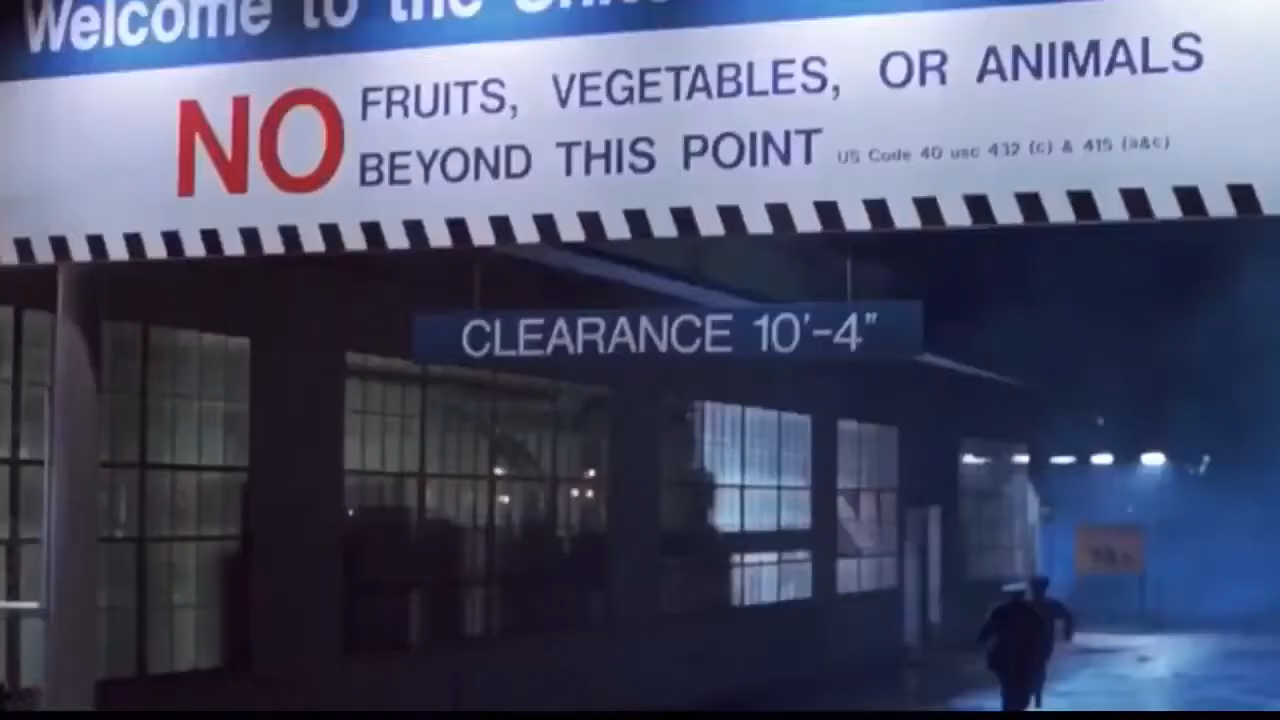 Welcome to the
NO FRUITS, VEGETABLES, OR ANIMALS
BEYOND THIS POINT US Code 40 usc 432 (c) & 415 (a&c)
CLEARANCE 10'-4"